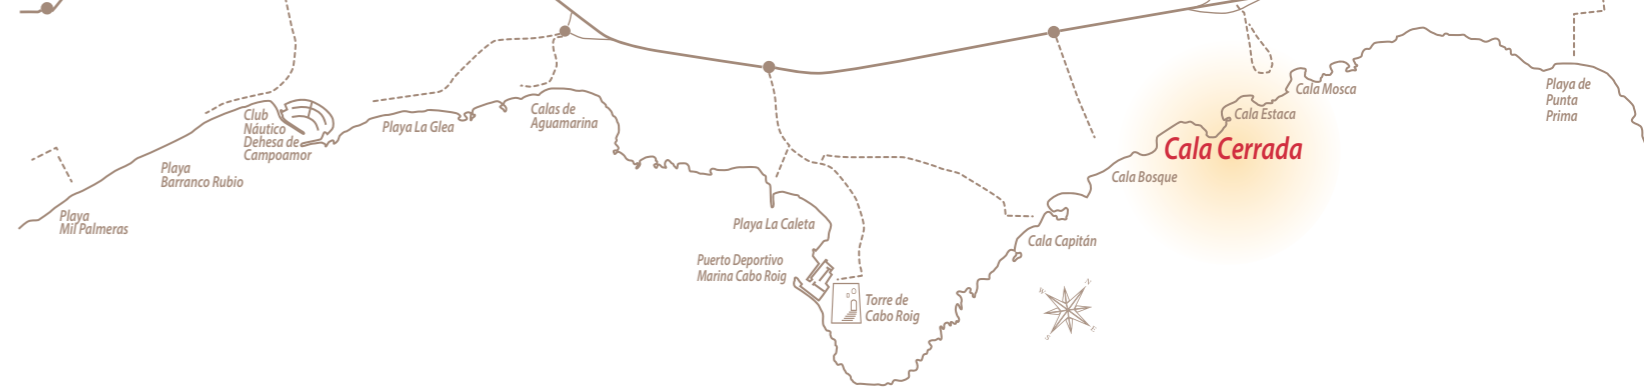 Playa
Mil Palmeras
Playa
Barranco Rubio
Club
Náutico
Dehesa de
Campoamor
Playa La Glea
Calas de
Aguamarina
Playa La Caleta
Puerto Deportivo
Marina Cabo Roig
Torre de
Cabo Roig
Cala Capitán
Cala Bosque
Cala Cerrada
Cala Estaca
Cala Mosca
Playa de
Punta
Prima
N
W
E
S